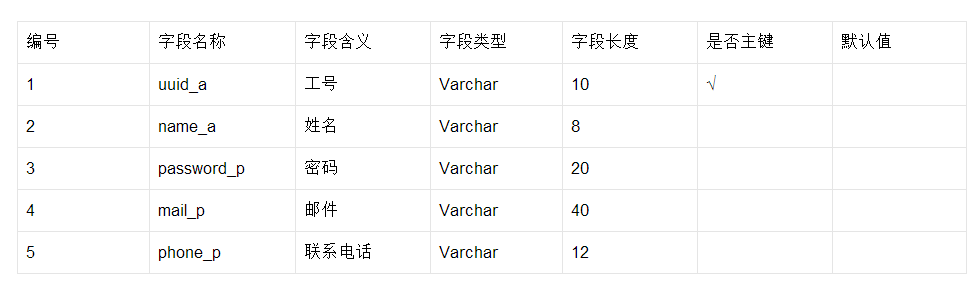 编号 字段名称 字段含义 字段类型 字段长度 是否主键 默认值
1 uuid_a 工号 Varchar 10 √
2 name_a 姓名 Varchar 8
3 password_p 密码 Varchar 20
4 mail_p 邮件 Varchar 40
5 phone_p 联系电话 Varchar 12